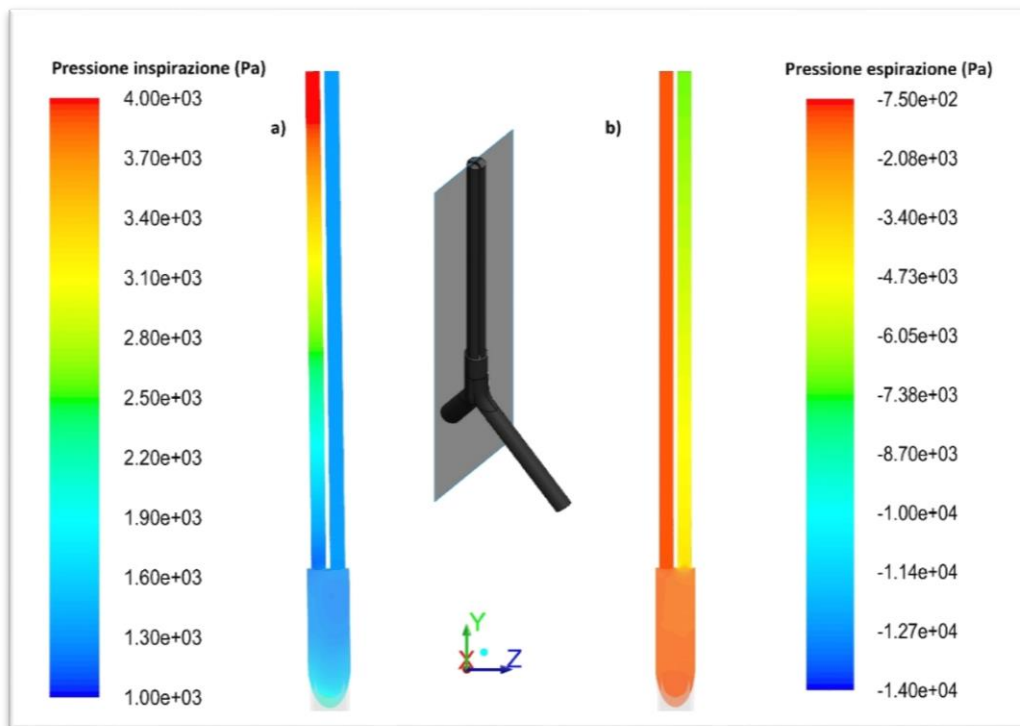 Pressione inspirazione (Pa)
4.00e+03
3.70e+03
3.40e+03
3.10e+03
2.80e+03
2.50e+03
2.20e+03
1.90e+03
1.60e+03
1.30e+03
1.00e+03
a)
Y
X
Z
b)
Pressione espirazione (Pa)
-7.50e+02
-2.08e+03
-3.40e+03
-4.73e+03
-6.05e+03
-7.38e+03
-8.70e+03
-1.00e+04
-1.14e+04
-1.27e+04
-1.40e+04